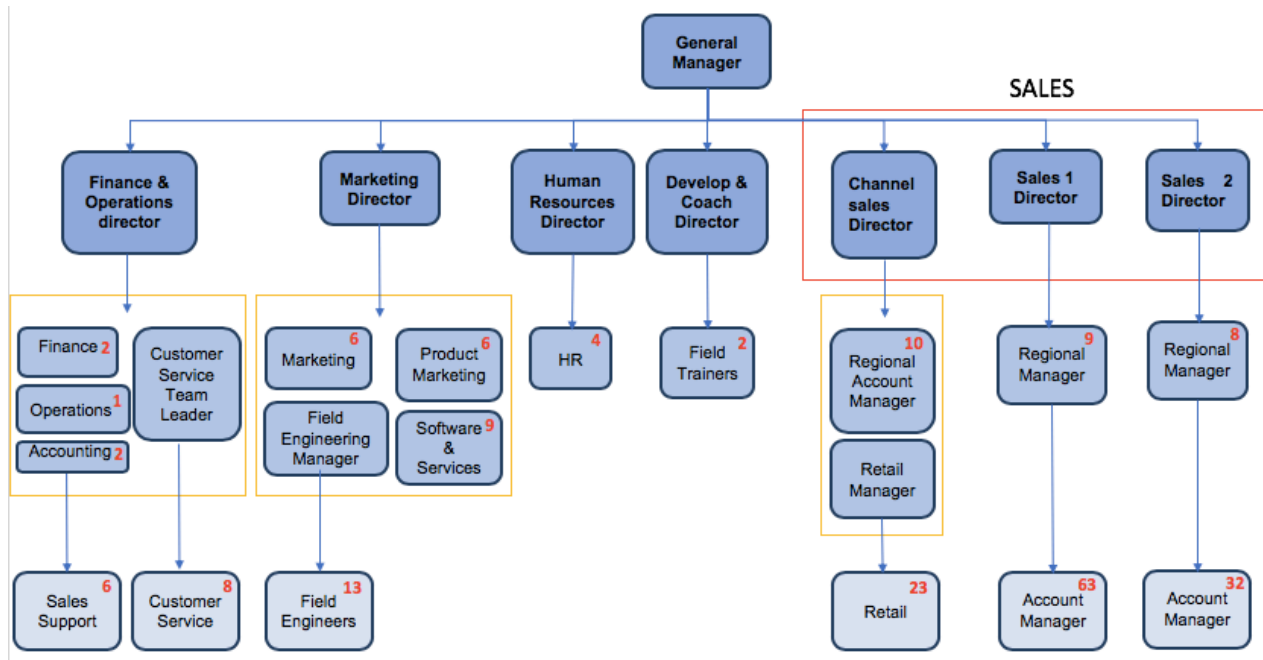 General
Manager
SALES
Finance &
Operations
director
Marketing
Director
Human
Resources
Director
Develop &
Coach
Director
Channel
sales
Director
Sales 1
Director
Sales 2
Director
Finance 2
Operations 1
Accounting 2
Customer
Service
Team
Leader
6
Marketing
6
Product
Marketing
Field
Engineering
Manager
9
Software
&
Services
4
HR
2
Field
Trainers
10
Regional
Account
Manager
Retail
Manager
9
Regional
Manager
8
Regional
Manager
6
Sales
Support
8
Customer
Service
13
Field
Engineers
23
Retail
63
Account
Manager
32
Account
Manager